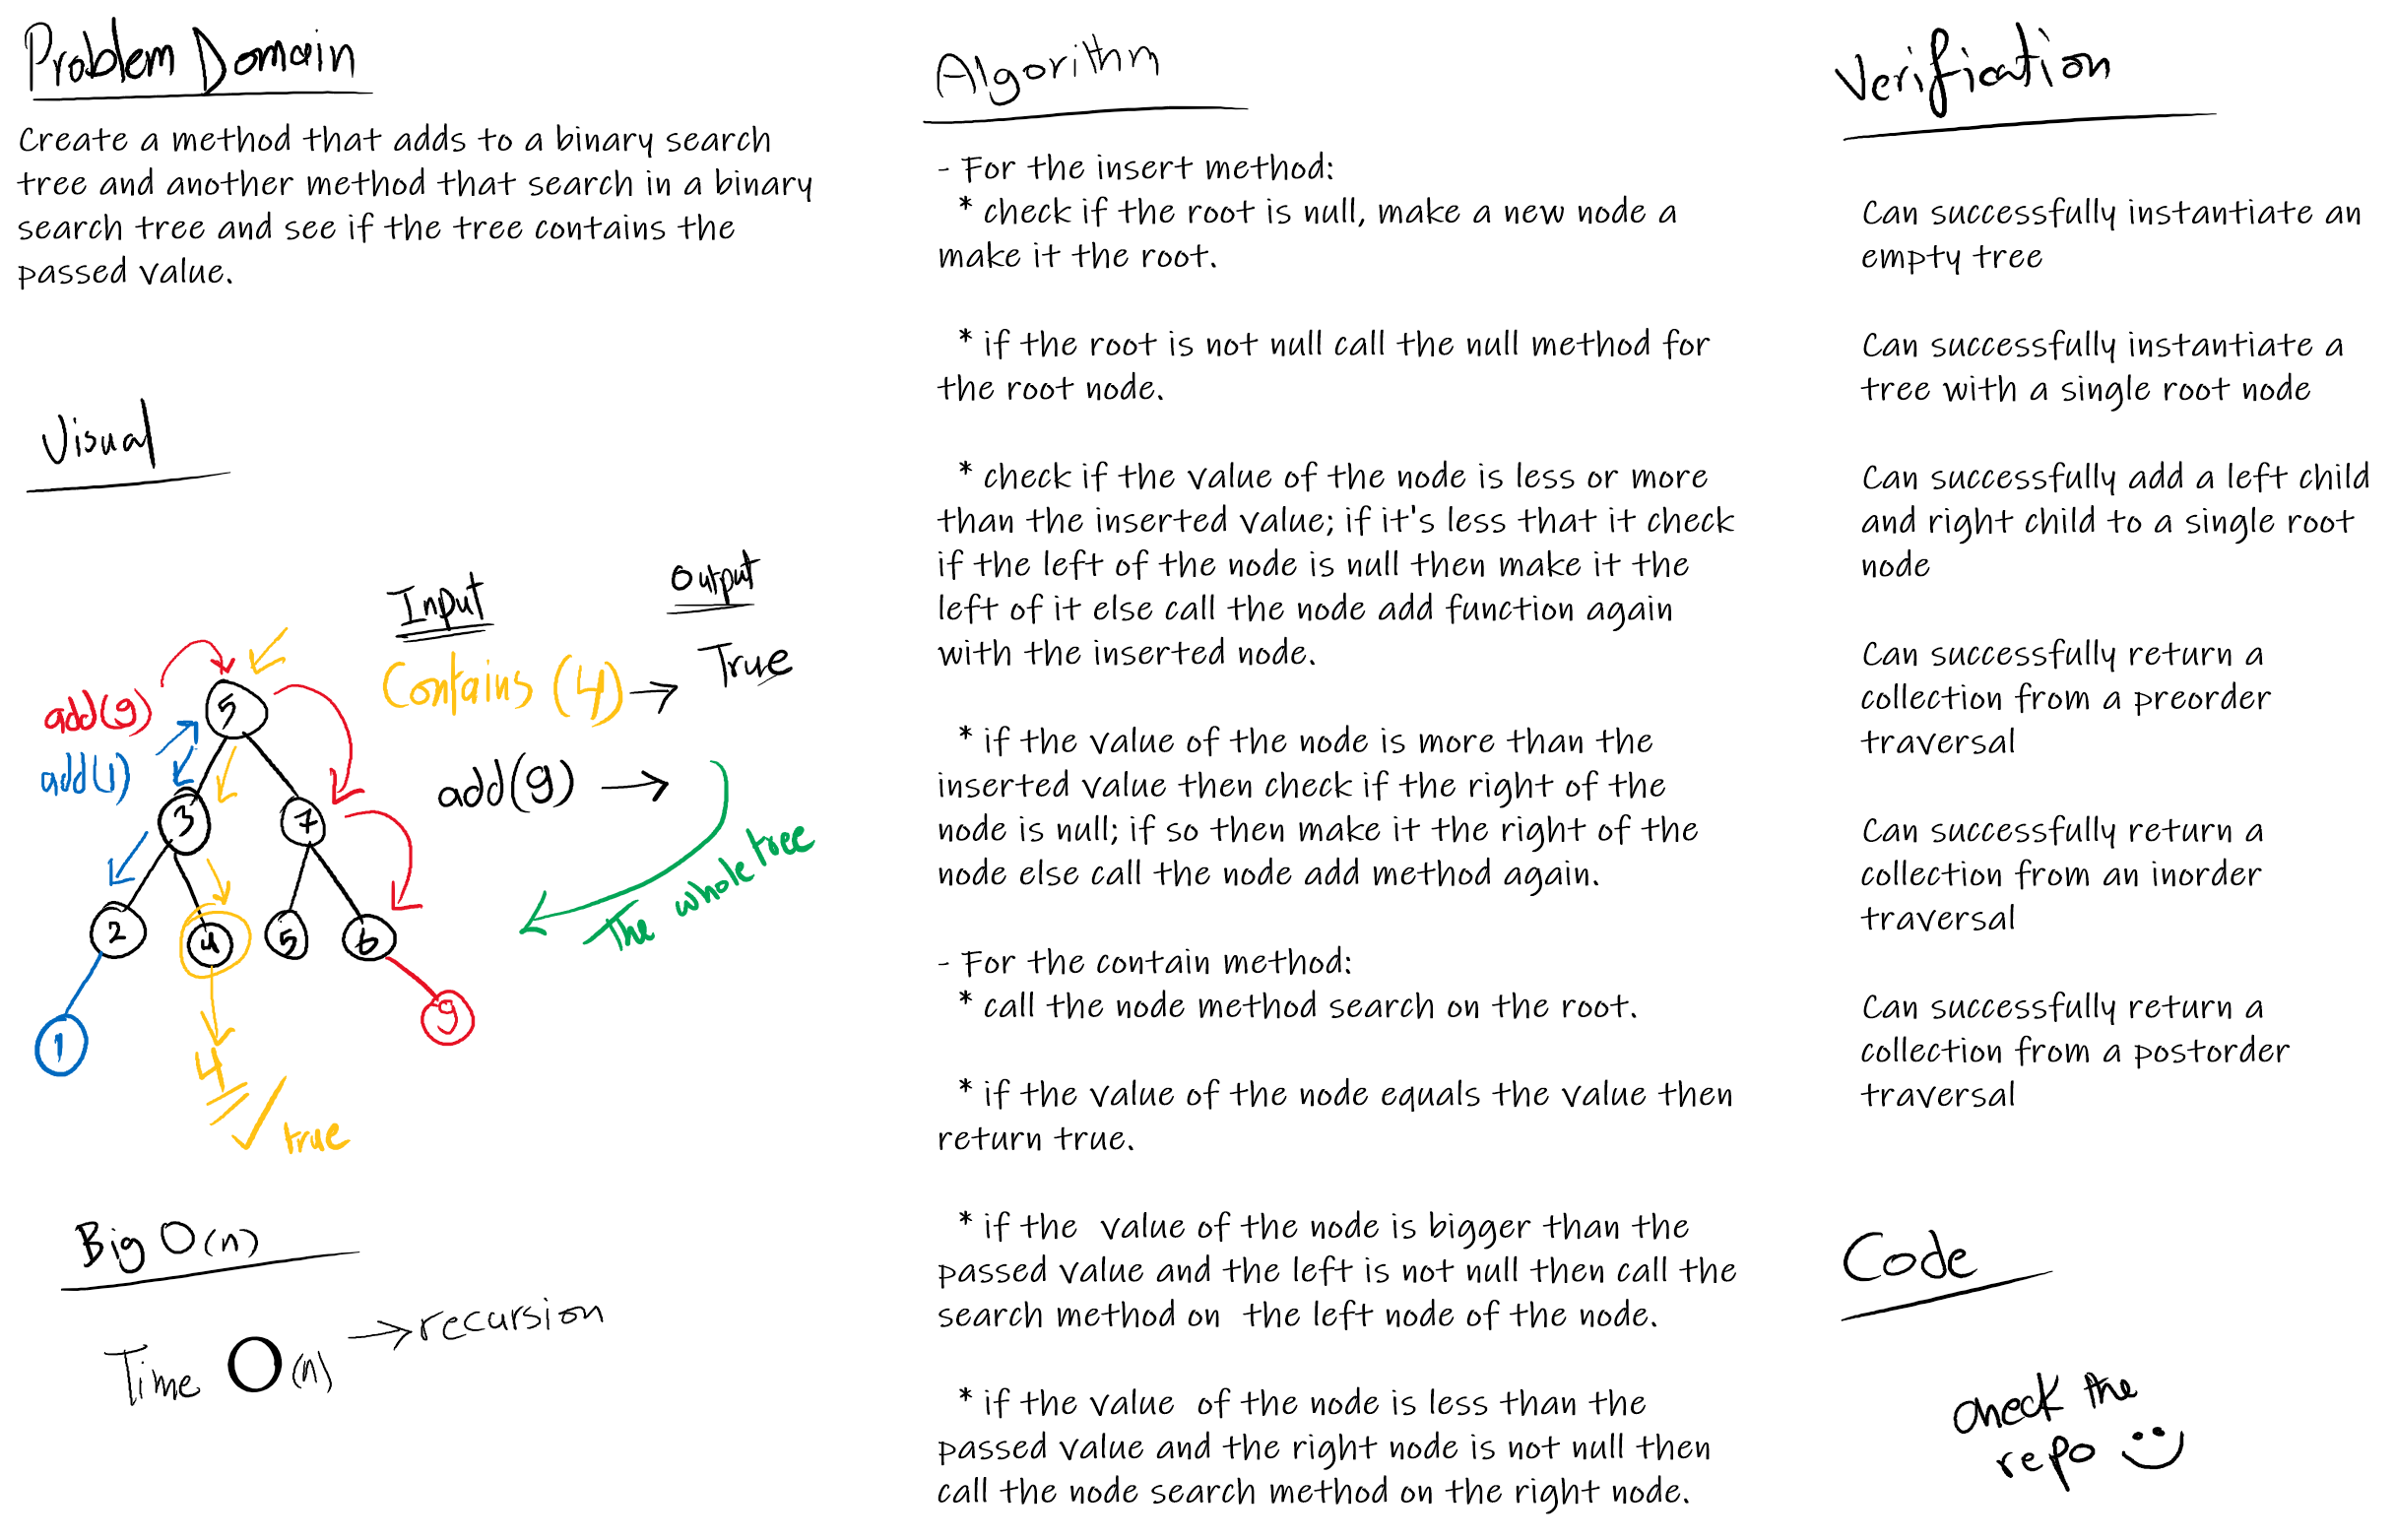 Problem Domain
Create a method that adds to a binary search
tree and another method that search in a binary
search tree and see if the tree contains the
passed value.
Visual
Input
Output
Contains (4) → True
add(9) →
The whole tree
add(9)
add(1)
5
3
7
2
4
5
6
1
9
4
true
Big O(n)
Time O(n) → recursion
Algorithm
- For the insert method:
* check if the root is null, make a new node a
make it the root.
* if the root is not null call the null method for
the root node.
* check if the value of the node is less or more
than the inserted value; if it's less that it check
if the left of the node is null then make it the
left of it else call the node add function again
with the inserted node.
* if the value of the node is more than the
inserted value then check if the right of the
node is null; if so then make it the right of the
node else call the node add method again.
- For the contain method:
* call the node method search on the root.
* if the value of the node equals the value then
return true.
* if the value of the node is bigger than the
passed value and the left is not null then call the
search method on the left node of the node.
* if the value of the node is less than the
passed value and the right node is not null then
call the node search method on the right node.
Verification
Can successfully instantiate an
empty tree
Can successfully instantiate a
tree with a single root node
Can successfully add a left child
and right child to a single root
node
Can successfully return a
collection from a preorder
traversal
Can successfully return a
collection from an inorder
traversal
Can successfully return a
collection from a postorder
traversal
Code
check the
repo